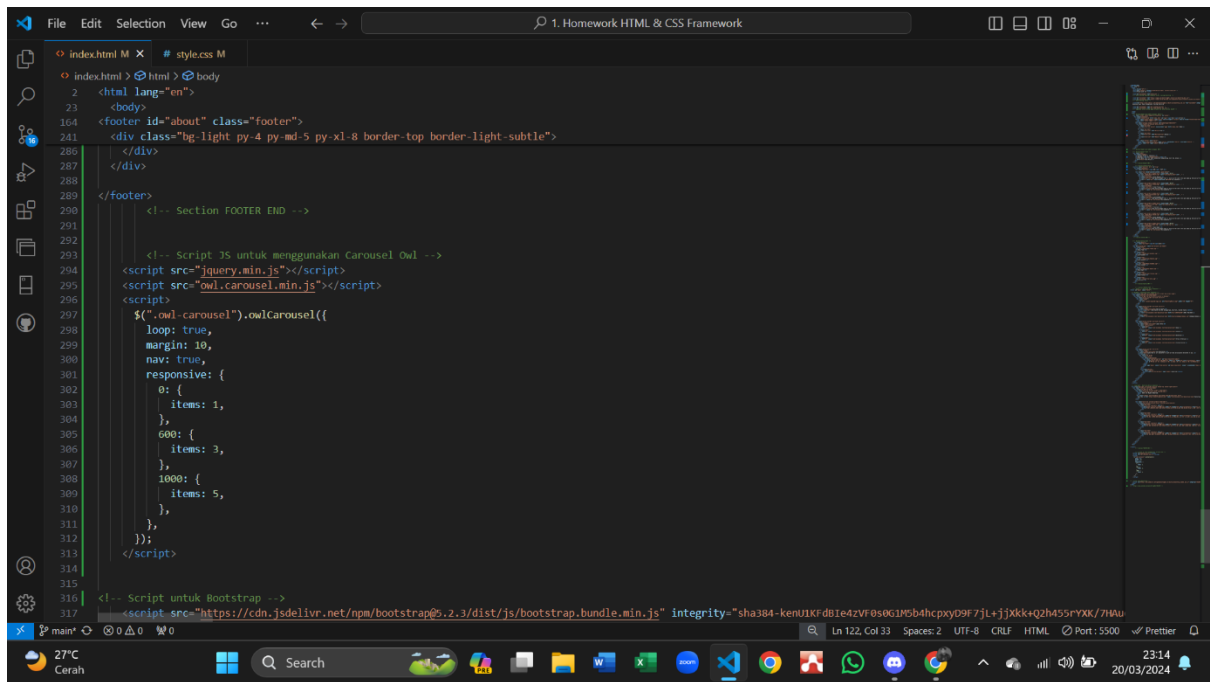 File Edit Selection View Go ··· 1. Homework HTML & CSS Framework
index.html M × # style.css M
index.html > html > body
2 <html lang="en">
23 <body>
164 <footer id="about" class="footer">
241 <div class="bg-light py-4 py-md-5 py-xl-8 border-top border-light-subtle">
286 </div>
287 </div>
288
289 </footer>
290 <!-- Section FOOTER END -->
291
292
293 <!-- Script JS untuk menggunakan Carousel Owl -->
294 <script src="jquery.min.js"></script>
295 <script src="owl.carousel.min.js"></script>
296 <script>
297 $(".owl-carousel").owlCarousel({
298 loop: true,
299 margin: 10,
300 nav: true,
301 responsive: {
302 0: {
303 items: 1,
304 },
305 600: {
306 items: 3,
307 },
308 1000: {
309 items: 5,
310 },
311 },
312 });
313 </script>
314
315
316 <!-- Script untuk Bootstrap -->
317 <script src="https://cdn.jsdelivr.net/npm/bootstrap@5.2.3/dist/js/bootstrap.bundle.min.js" integrity="sha384-kenU1KFdBIe4zVF0s0G1M5b4hcpxyD9F7jL+jjXkk+Q2h455rYXK/7HAu
16
main* 0 0 0 Ln 122, Col 33 Spaces: 2 UTF-8 CRLF HTML Port : 5500 Prettier
27°C
Cerah
Search
PRE
zoom
23:14
20/03/2024